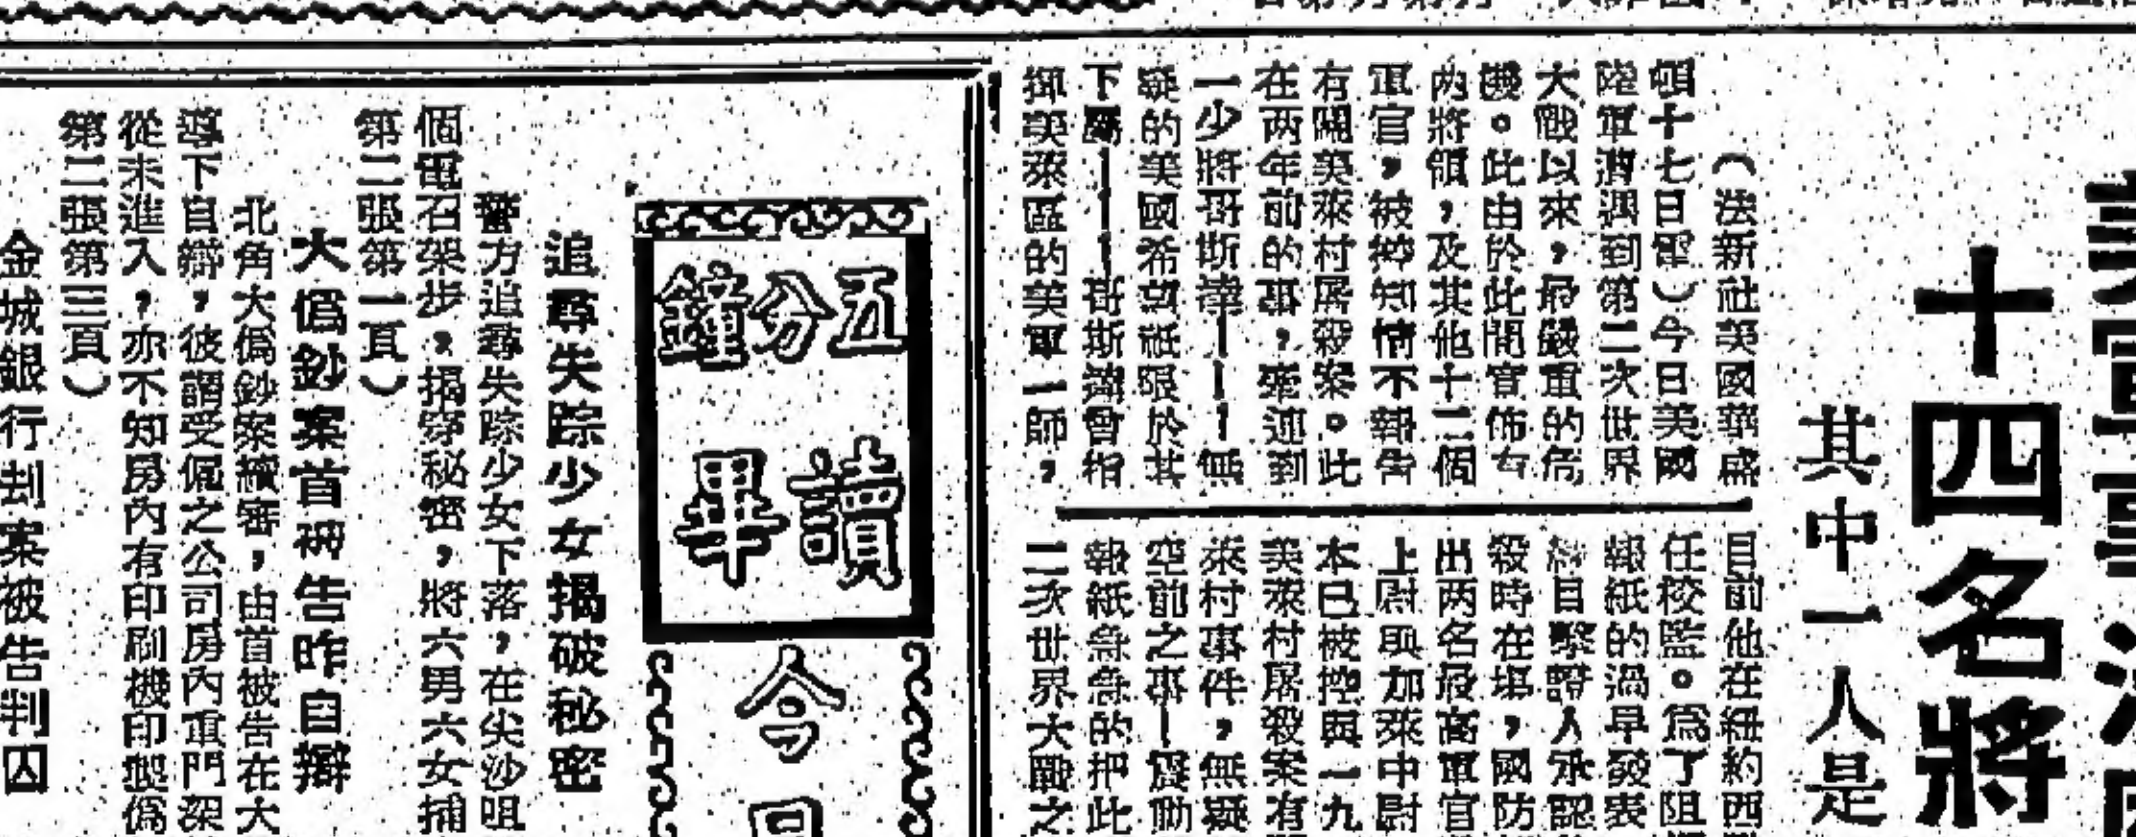 十四名將
其中一人是
（法新社美國華盛
頓十七日電）今日美國
陸軍遭遇到第二次世界
大戰以來，最嚴重的危
機。此由於此間宣佈有
两將領，及其他十二個
軍官，被控知情不報告
有關美萊村屠殺案。此
在两年前的事，牽連到
一少將哥斯達——無
疑的美國希望祇限於其
下屬——哥斯達曾指
揮美萊區的美軍一師，
目前他在紐約西
任校監。為了阻
報紙的過早發表
目擊證人承認
殺時在場，國防
出两名最高軍官
上尉與加萊中尉
本已被控與一九
美萊村屠殺案有
萊村事件，無疑
空前之事—震動
報紙急急的把此
二次世界大戰之
五分鐘
讀畢
今日
追尋失踪少女揭破秘密
警方追尋失踪少女下落，在尖沙咀
個電召架步，揭穿秘密，將六男六女捕
第二張第一頁）
大偽鈔案首被告昨自辯
北角大偽鈔案續審，由首被告在大
導下自辯，彼謂受僱之公司房內重門深
從未進入，亦不知房內有印刷機印製偽
第二張第三頁）
金城銀行刦案被告判囚